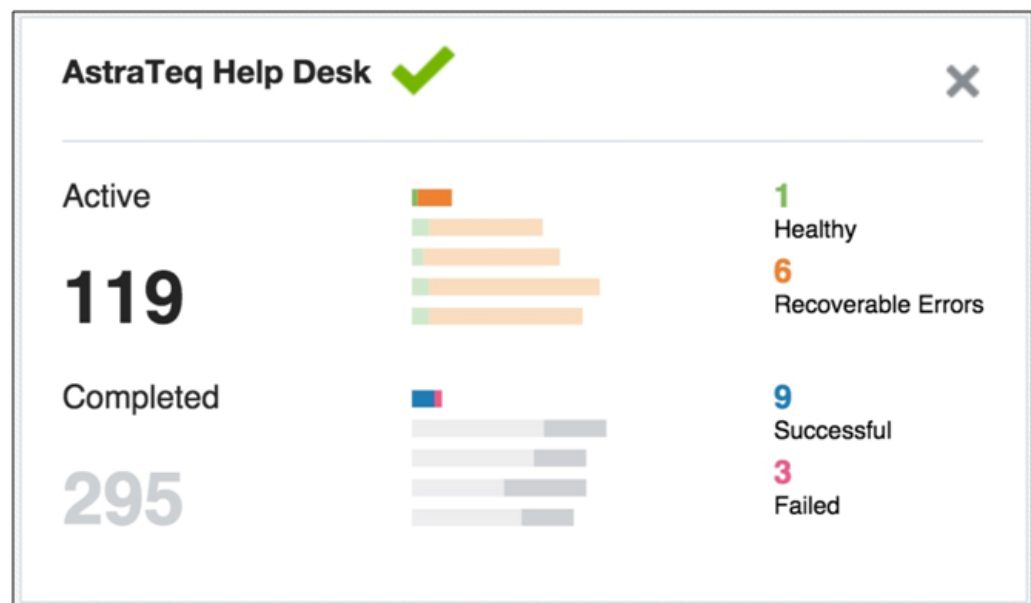 AstraTeq Help Desk
Active
119
1
Healthy
6
Recoverable Errors
Completed
295
9
Successful
3
Failed